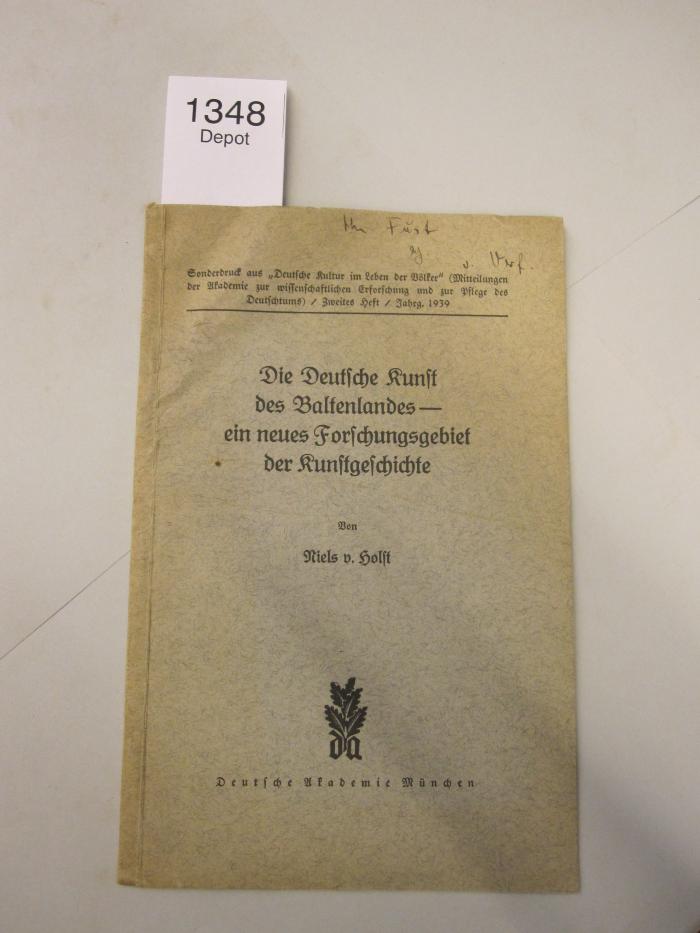 1348
Depot
v. Verf.
Sonderdruck aus „Deutsche Kultur im Leben der Völker" (Mitteilungen
der Akademie zur wissenschaftlichen Erforschung und zur Pflege des
Deutschtums) / Zweites Heft / Jahrg. 1939
Die Deutsche Kunst
des Baltenlandes —
ein neues Forschungsgebiet
der Kunstgeschichte
Von
Niels v. Holst
da
Deutsche Akademie München